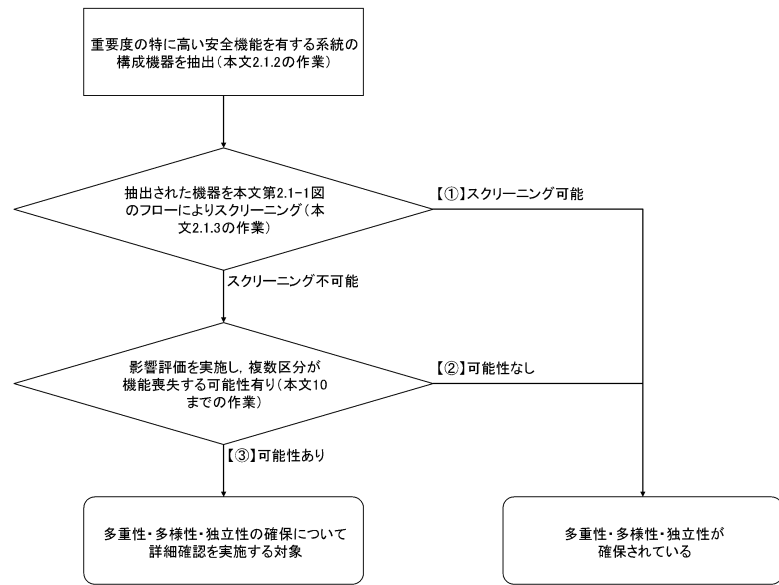 重要度の特に高い安全機能を有する系統の
構成機器を抽出(本文2.1.2の作業)
抽出された機器を本文第2.1-1図
のフローによりスクリーニング(本
文2.1.3の作業)
【①】スクリーニング可能
スクリーニング不可能
影響評価を実施し，複数区分が
機能喪失する可能性有り(本文10
までの作業)
【②】可能性なし
【③】可能性あり
多重性・多様性・独立性の確保について
詳細確認を実施する対象
多重性・多様性・独立性が
確保されている